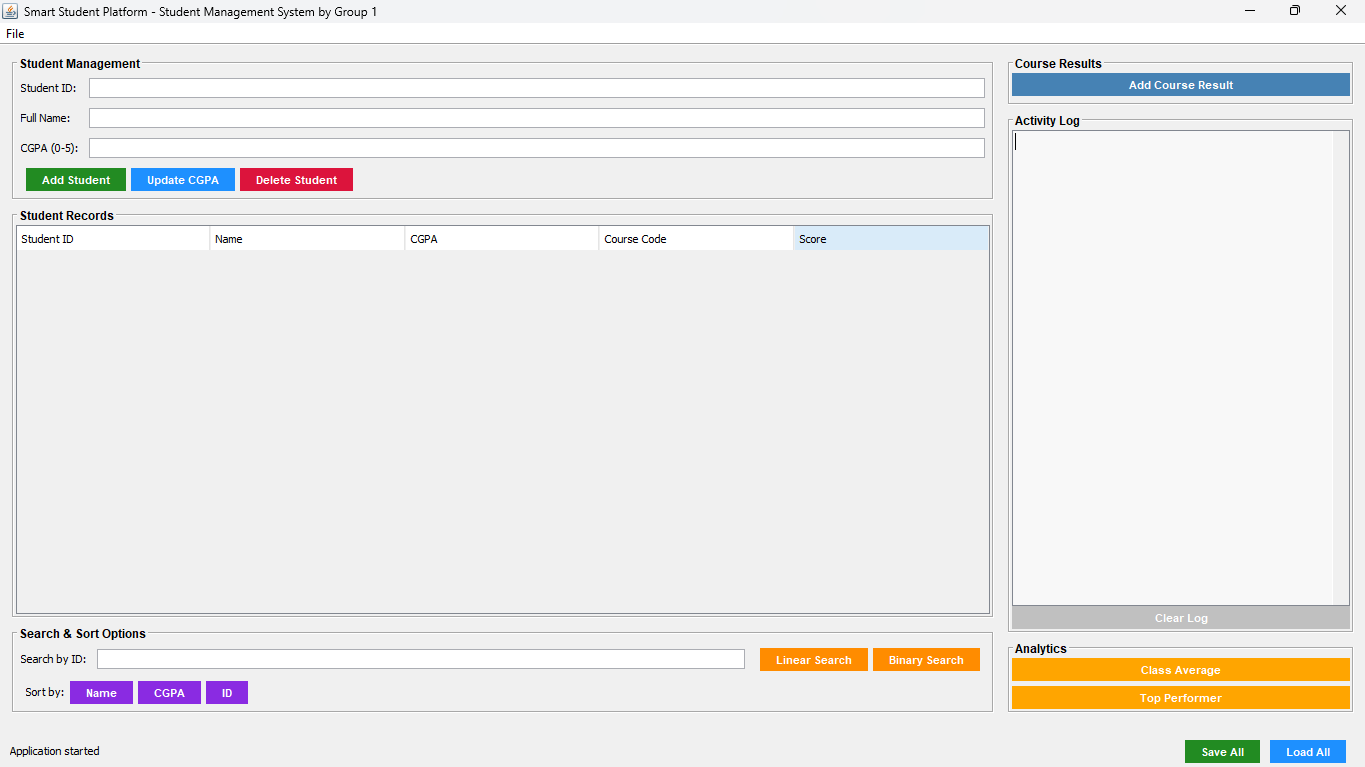 Smart Student Platform - Student Management System by Group 1
File
Student Management
Student ID:
Full Name:
CGPA (0-5):
Add Student Update CGPA Delete Student
Student Records
Student ID Name CGPA Course Code Score
Search & Sort Options
Search by ID: Linear Search Binary Search
Sort by: Name CGPA ID
Course Results
Add Course Result
Activity Log
Clear Log
Analytics
Class Average
Top Performer
Application started
Save All Load All